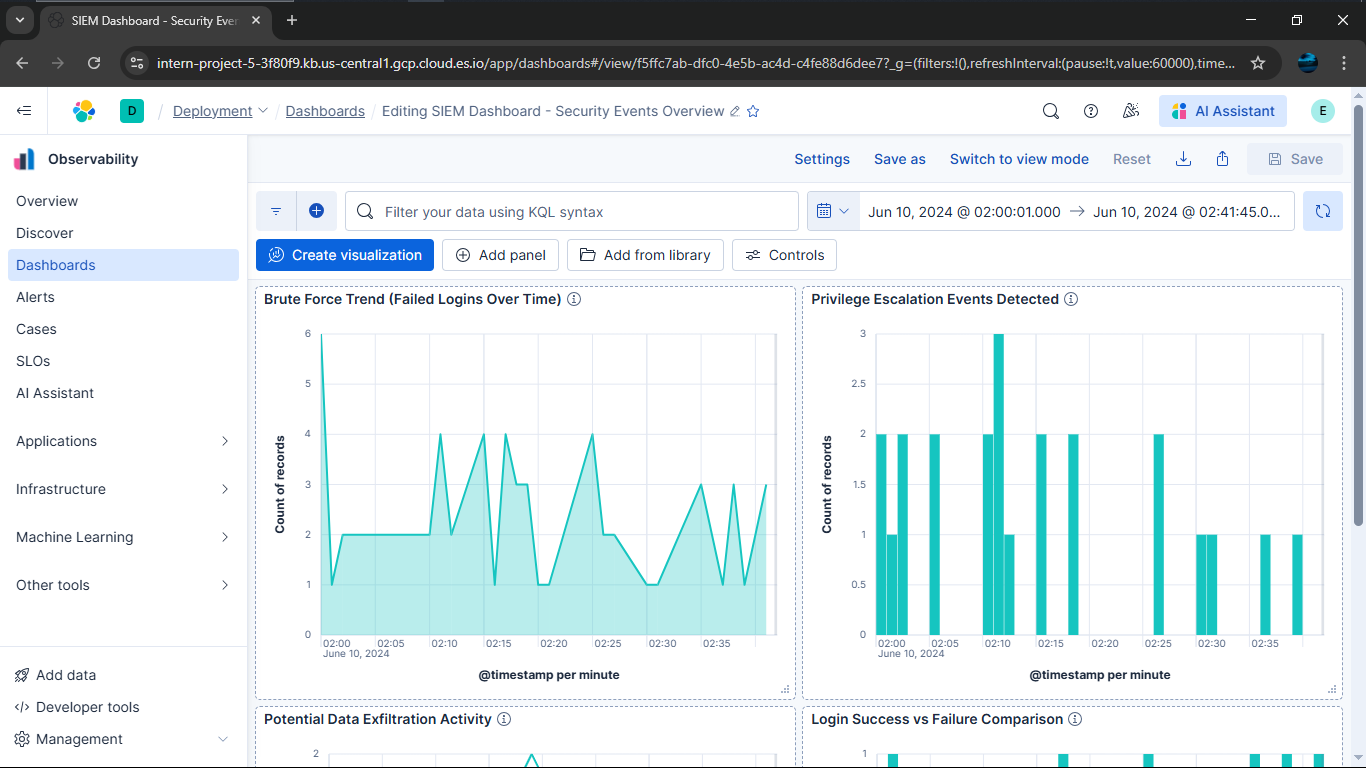 SIEM Dashboard - Security Ever
intern-project-5-3f80f9.kb.us-central1.gcp.cloud.es.io/app/dashboards#/view/f5ffc7ab-dfc0-4e5b-ac4d-c4fe88d6dee7?_g=(filters:!(),refreshInterval:(pause:!t,value:60000),time...
D / Deployment / Dashboards / Editing SIEM Dashboard - Security Events Overview
AI Assistant
E
Observability
Overview
Discover
Dashboards
Alerts
Cases
SLOs
AI Assistant
Applications
Infrastructure
Machine Learning
Other tools
Add data
Developer tools
Management
Settings Save as Switch to view mode Reset Save
Filter your data using KQL syntax
Jun 10, 2024 @ 02:00:01.000 → Jun 10, 2024 @ 02:41:45.0...
Create visualization Add panel Add from library Controls
Brute Force Trend (Failed Logins Over Time)
6
5
4
3
2
1
0
Count of records
02:00 02:05 02:10 02:15 02:20 02:25 02:30 02:35
June 10, 2024
@timestamp per minute
Privilege Escalation Events Detected
3
2.5
2
1.5
1
0.5
0
Count of records
02:00 02:05 02:10 02:15 02:20 02:25 02:30 02:35
June 10, 2024
@timestamp per minute
Potential Data Exfiltration Activity
2
Login Success vs Failure Comparison
1